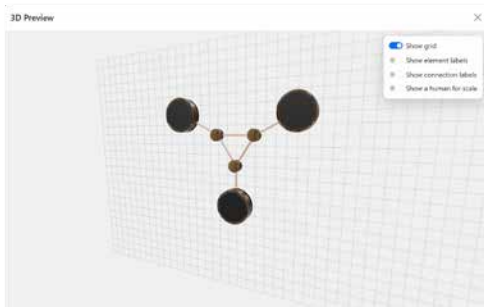 3D Preview
Show grid
Show element labels
Show connection labels
Show a human for scale